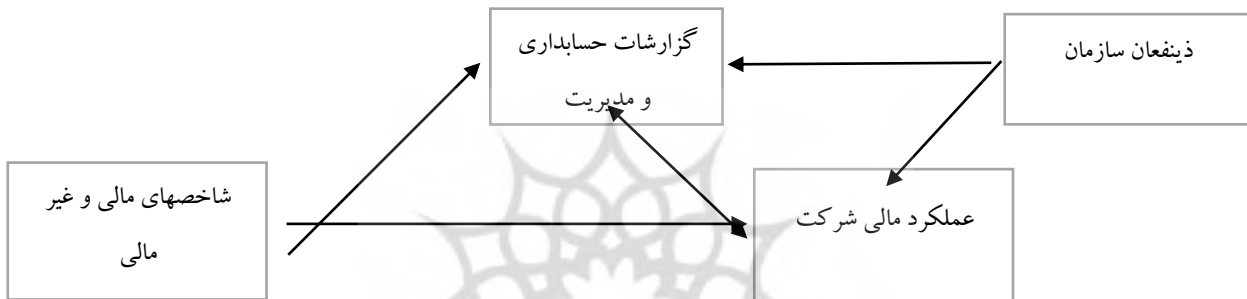 ذینفعان سازمان
گزارشات حسابداری
و مدیریت
شاخصهای مالی و غیر
مالی
عملکرد مالی شرکت